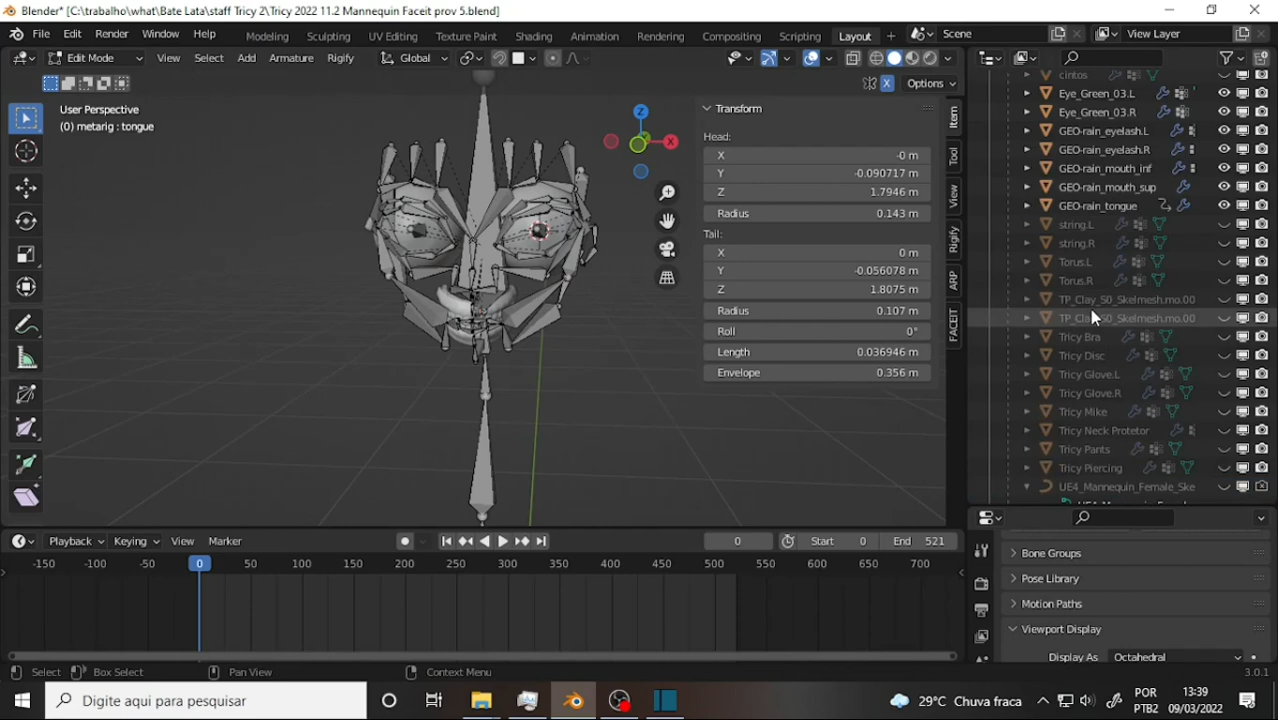 Blender* [C:\trabalho\what\Bate Lata\staff Tricy 2\Tricy 2022 11.2 Mannequin Faceit prov 5.blend]
File Edit Render Window Help Modeling Sculpting UV Editing Texture Paint Shading Animation Rendering Compositing Scripting Layout + Scene View Layer
Edit Mode View Select Add Armature Rigify Global
X Options
User Perspective
(0) metarig : tongue
Z
X
Transform
Head:
X -0 m
Y -0.090717 m
Z 1.7946 m
Radius 0.143 m
Tail:
X 0 m
Y -0.056078 m
Z 1.8075 m
Radius 0.107 m
Roll 0°
Length 0.036946 m
Envelope 0.356 m
Item
Tool
View
Rigify
ARP
FACEIT
cintos
Eye_Green_03.L
Eye_Green_03.R
GEO-rain_eyelash.L
GEO-rain_eyelash.R
GEO-rain_mouth_inf
GEO-rain_mouth_sup
GEO-rain_tongue
string.L
string.R
Torus.L
Torus.R
TP_Clay_S0_Skelmesh.mo.00
TP_Clay_S0_Skelmesh.mo.00
Tricy Bra
Tricy Disc
Tricy Glove.L
Tricy Glove.R
Tricy Mike
Tricy Neck Protetor
Tricy Pants
Tricy Piercing
UE4_Mannequin_Female_Ske
Bone Groups
Pose Library
Motion Paths
Viewport Display
Display As Octahedral
Playback Keying View Marker 0 Start 0 End 521
-150 -100 -50 0 50 100 150 200 250 300 350 400 450 500 550 600 650 700
Select Box Select Pan View Context Menu 3.0.1
Digite aqui para pesquisar
29°C Chuva fraca
POR
PTB2
13:39
09/03/2022